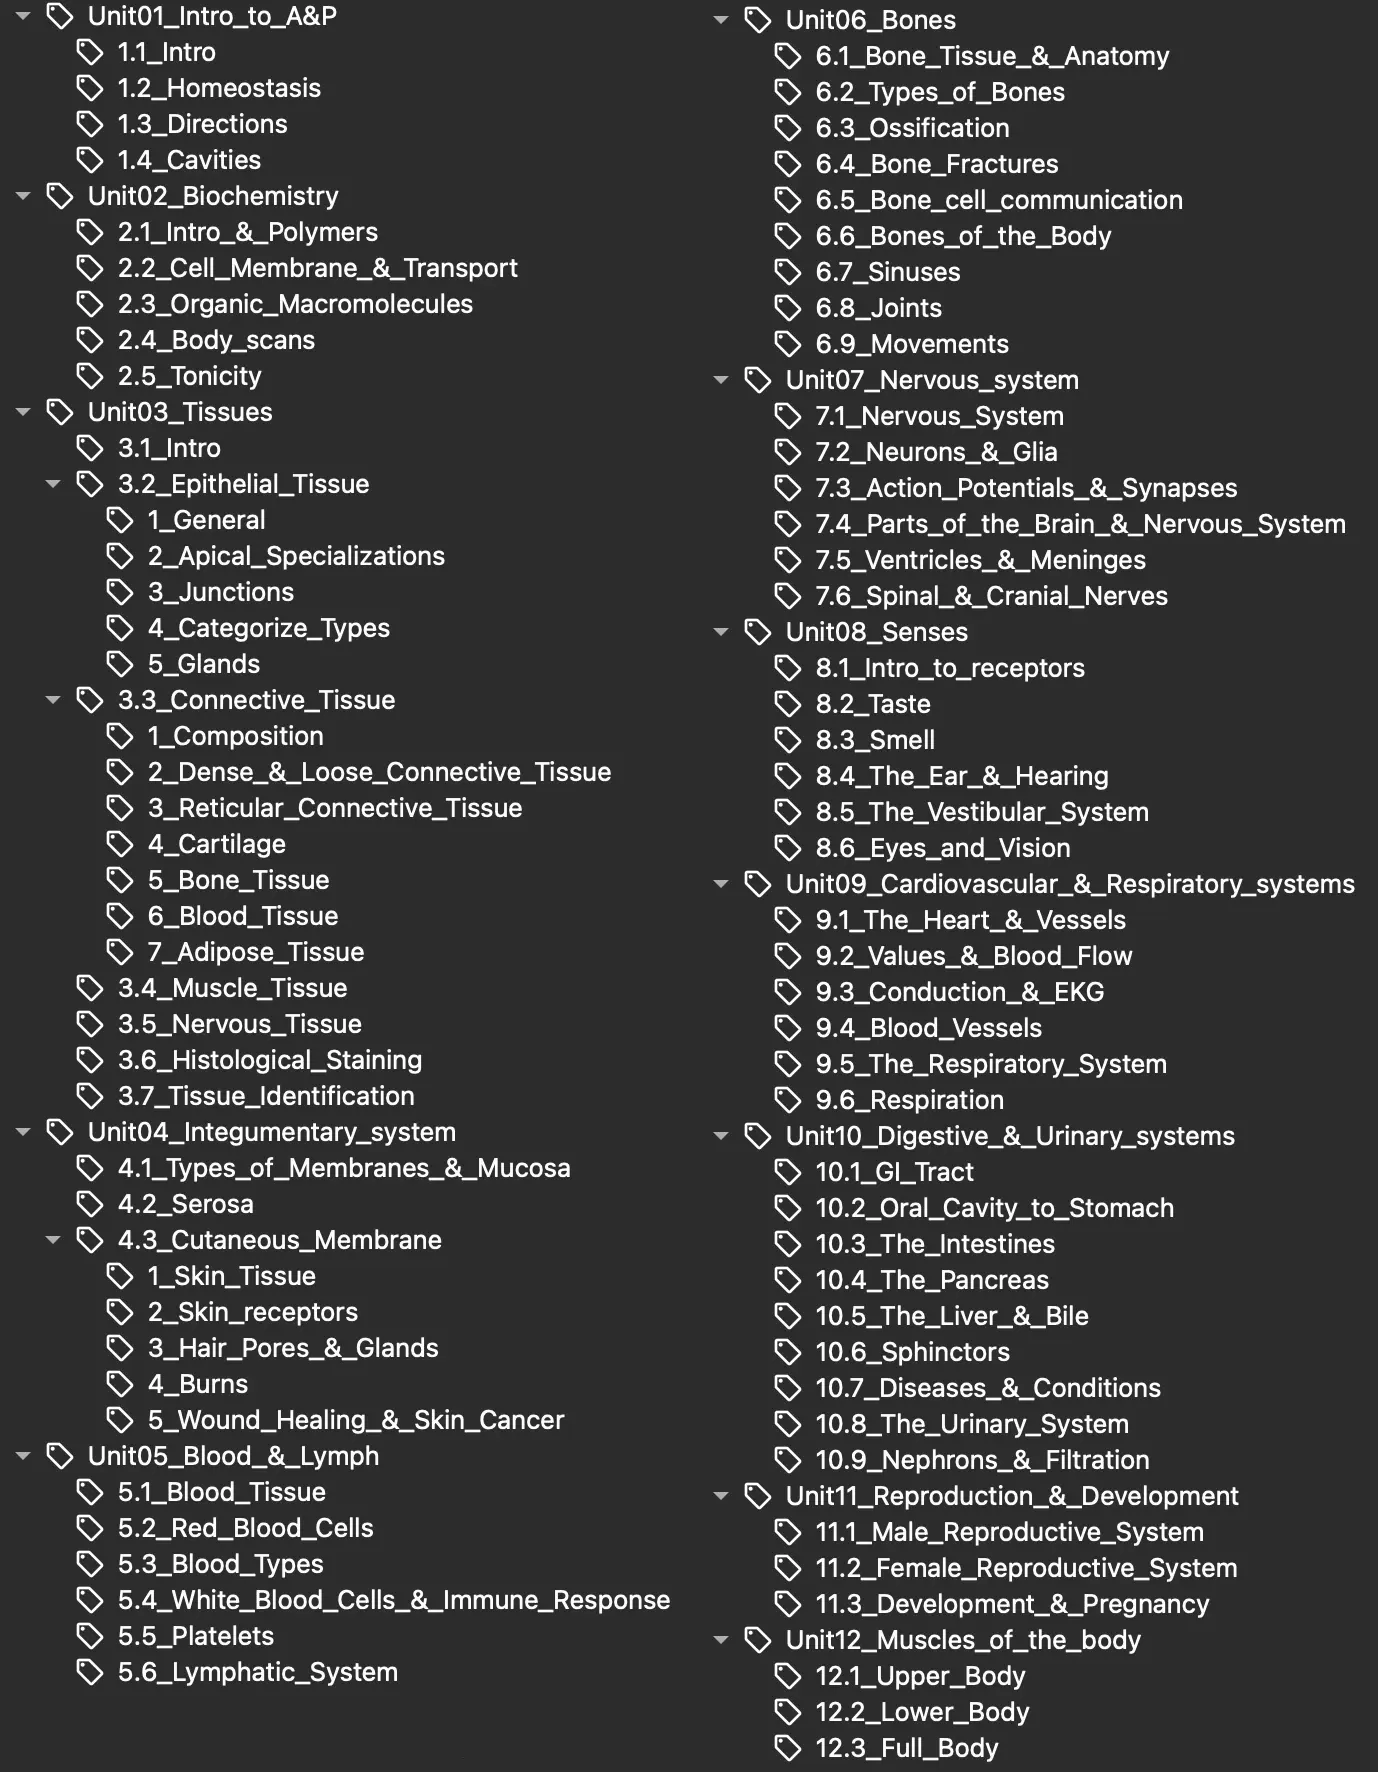 Unit01_Intro_to_A&P
1.1_Intro
1.2_Homeostasis
1.3_Directions
1.4_Cavities
Unit02_Biochemistry
2.1_Intro_&_Polymers
2.2_Cell_Membrane_&_Transport
2.3_Organic_Macromolecules
2.4_Body_scans
2.5_Tonicity
Unit03_Tissues
3.1_Intro
3.2_Epithelial_Tissue
1_General
2_Apical_Specializations
3_Junctions
4_Categorize_Types
5_Glands
3.3_Connective_Tissue
1_Composition
2_Dense_&_Loose_Connective_Tissue
3_Reticular_Connective_Tissue
4_Cartilage
5_Bone_Tissue
6_Blood_Tissue
7_Adipose_Tissue
3.4_Muscle_Tissue
3.5_Nervous_Tissue
3.6_Histological_Staining
3.7_Tissue_Identification
Unit04_Integumentary_system
4.1_Types_of_Membranes_&_Mucosa
4.2_Serosa
4.3_Cutaneous_Membrane
1_Skin_Tissue
2_Skin_receptors
3_Hair_Pores_&_Glands
4_Burns
5_Wound_Healing_&_Skin_Cancer
Unit05_Blood_&_Lymph
5.1_Blood_Tissue
5.2_Red_Blood_Cells
5.3_Blood_Types
5.4_White_Blood_Cells_&_Immune_Response
5.5_Platelets
5.6_Lymphatic_System
Unit06_Bones
6.1_Bone_Tissue_&_Anatomy
6.2_Types_of_Bones
6.3_Ossification
6.4_Bone_Fractures
6.5_Bone_cell_communication
6.6_Bones_of_the_Body
6.7_Sinuses
6.8_Joints
6.9_Movements
Unit07_Nervous_system
7.1_Nervous_System
7.2_Neurons_&_Glia
7.3_Action_Potentials_&_Synapses
7.4_Parts_of_the_Brain_&_Nervous_System
7.5_Ventricles_&_Meninges
7.6_Spinal_&_Cranial_Nerves
Unit08_Senses
8.1_Intro_to_receptors
8.2_Taste
8.3_Smell
8.4_The_Ear_&_Hearing
8.5_The_Vestibular_System
8.6_Eyes_and_Vision
Unit09_Cardiovascular_&_Respiratory_systems
9.1_The_Heart_&_Vessels
9.2_Values_&_Blood_Flow
9.3_Conduction_&_EKG
9.4_Blood_Vessels
9.5_The_Respiratory_System
9.6_Respiration
Unit10_Digestive_&_Urinary_systems
10.1_GI_Tract
10.2_Oral_Cavity_to_Stomach
10.3_The_Intestines
10.4_The_Pancreas
10.5_The_Liver_&_Bile
10.6_Sphinctors
10.7_Diseases_&_Conditions
10.8_The_Urinary_System
10.9_Nephrons_&_Filtration
Unit11_Reproduction_&_Development
11.1_Male_Reproductive_System
11.2_Female_Reproductive_System
11.3_Development_&_Pregnancy
Unit12_Muscles_of_the_body
12.1_Upper_Body
12.2_Lower_Body
12.3_Full_Body